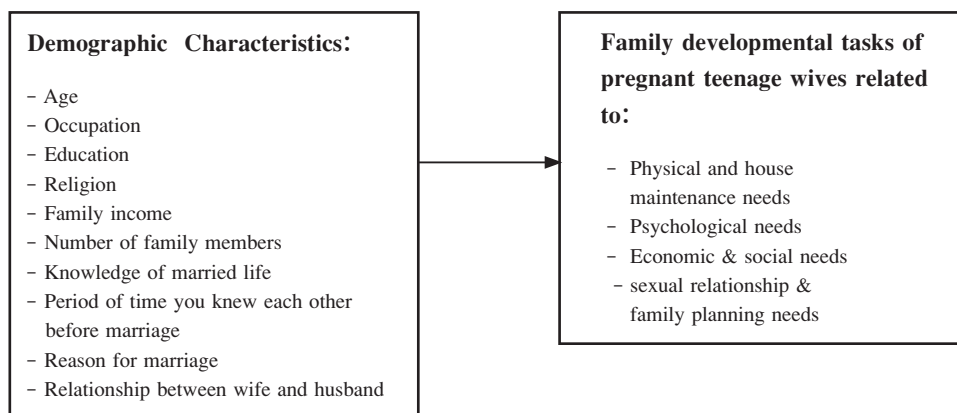 Demographic Characteristics:
- Age
- Occupation
- Education
- Religion
- Family income
- Number of family members
- Knowledge of married life
- Period of time you knew each other
before marriage
- Reason for marriage
- Relationship between wife and husband
Family developmental tasks of
pregnant teenage wives related
to:
- Physical and house
maintenance needs
- Psychological needs
- Economic & social needs
- sexual relationship &
family planning needs